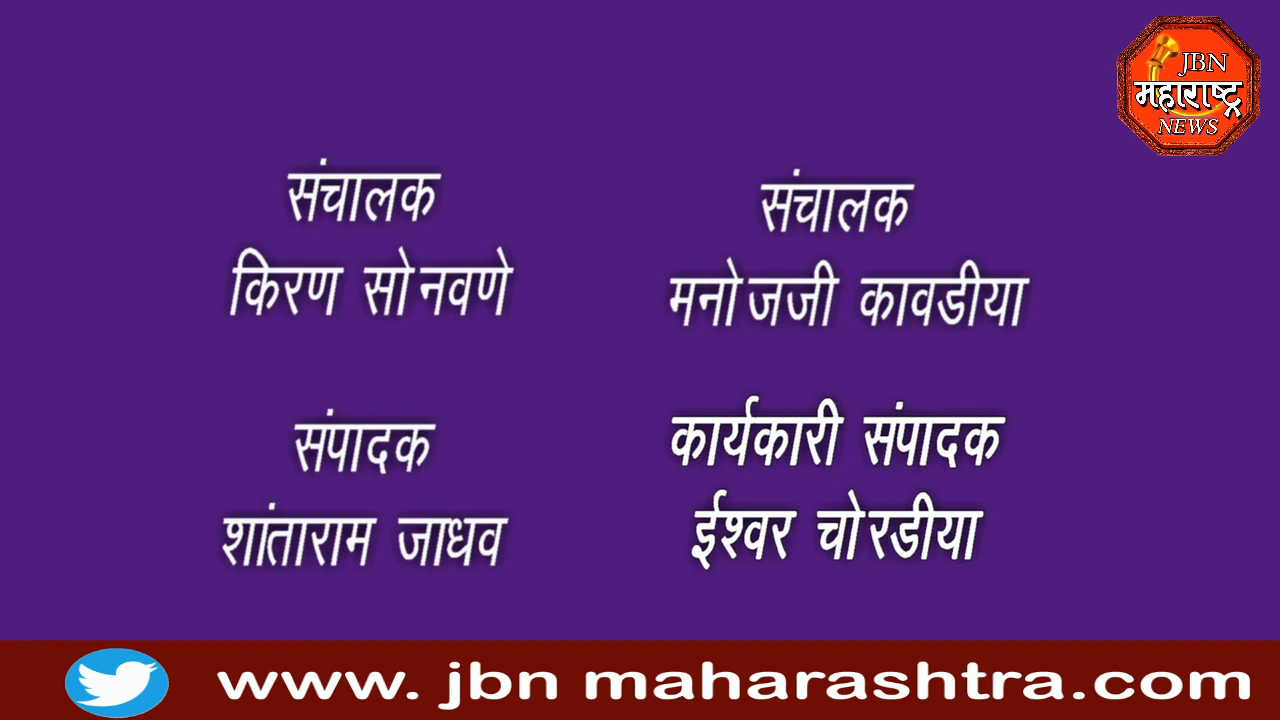 JBN
महाराष्ट्र
NEWS
संचालक
किरण सोनवणे
संचालक
मनोजजी कावडीया
संपादक
शांताराम जाधव
कार्यकारी संपादक
ईश्वर चोरडीया
www. jbn maharashtra.com